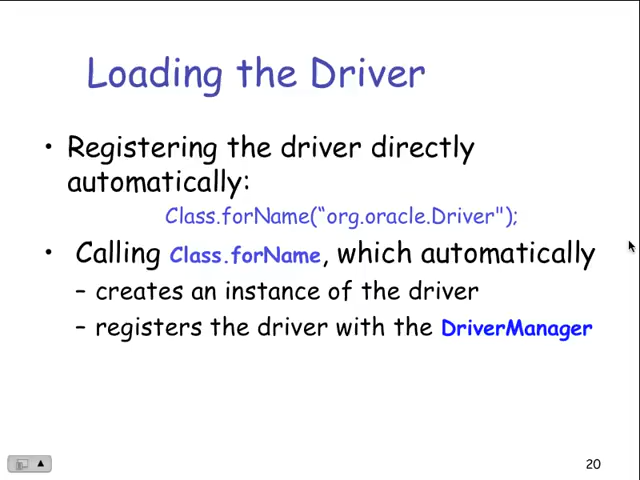 Loading the Driver
• Registering the driver directly
automatically:
Class.forName(“org.oracle.Driver");
• Calling Class.forName, which automatically
– creates an instance of the driver
– registers the driver with the DriverManager
20